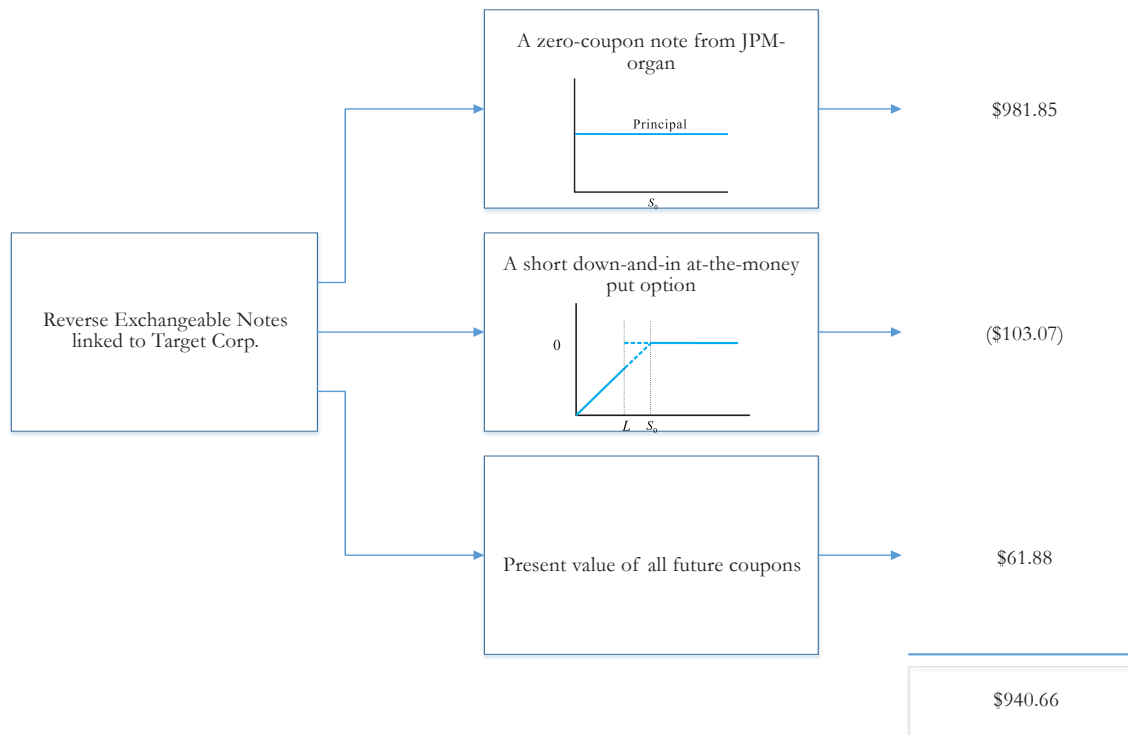 A zero-coupon note from JPM-
organ
Principal
S₀
$981.85
Reverse Exchangeable Notes
linked to Target Corp.
A short down-and-in at-the-money
put option
0
L S₀
($103.07)
Present value of all future coupons
$61.88
$940.66